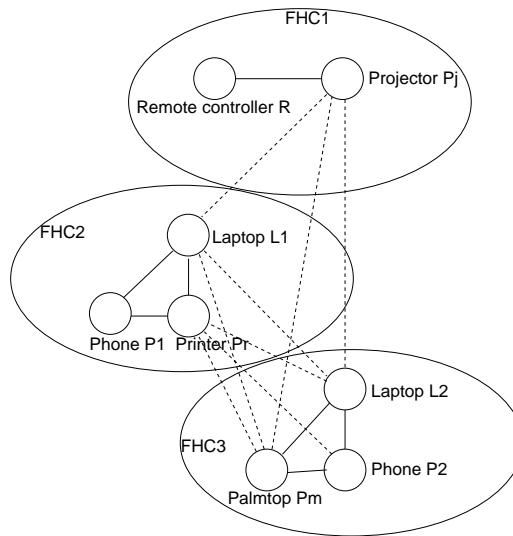 FHC1
Projector Pj
Remote controller R
FHC2
Laptop L1
Phone P1
Printer Pr
Laptop L2
FHC3
Phone P2
Palmtop Pm